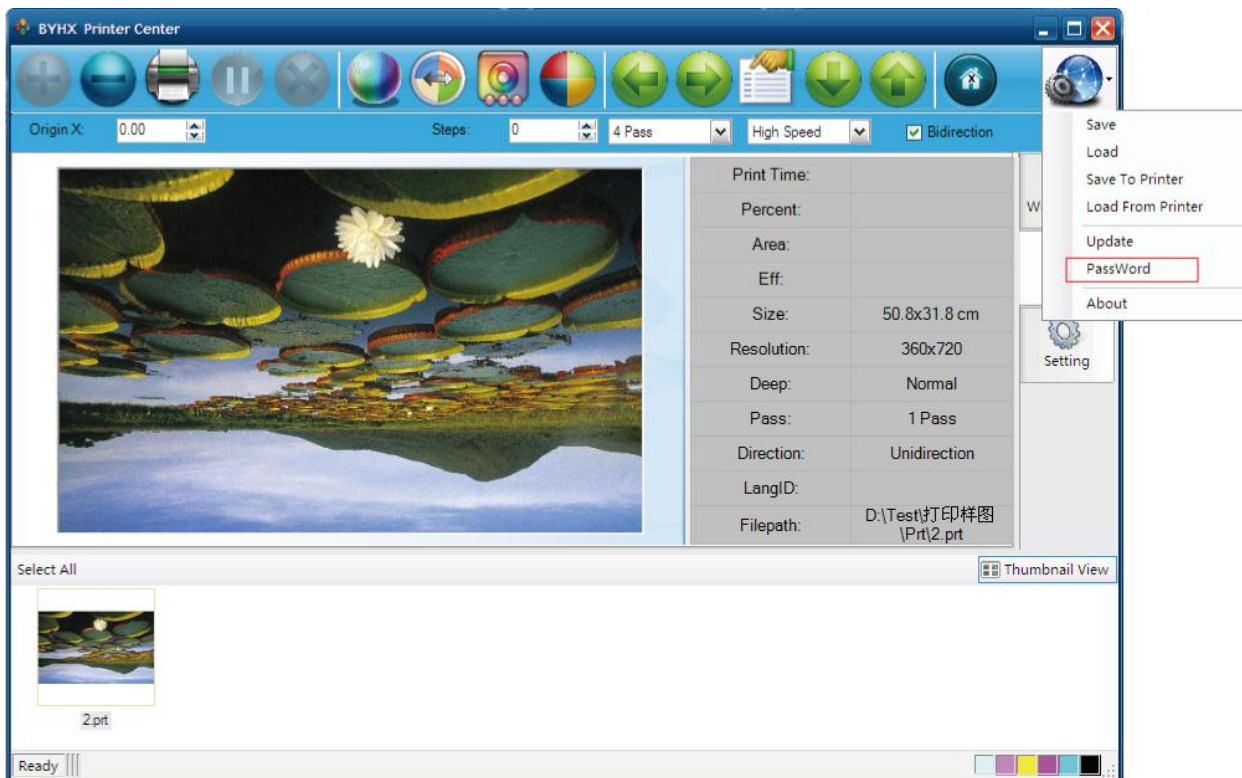 BYHX Printer Center
Origin X: 0.00 Steps: 0 4 Pass High Speed Bidirection
Save
Load
Save To Printer
Load From Printer
Update
PassWord
About
W
Setting
Print Time:
Percent:
Area:
Eff:
Size: 50.8x31.8 cm
Resolution: 360x720
Deep: Normal
Pass: 1 Pass
Direction: Unidirection
LangID:
Filepath: D:\Test\打印样图
\Prt\2.prt
Select All Thumbnail View
2.prt
Ready